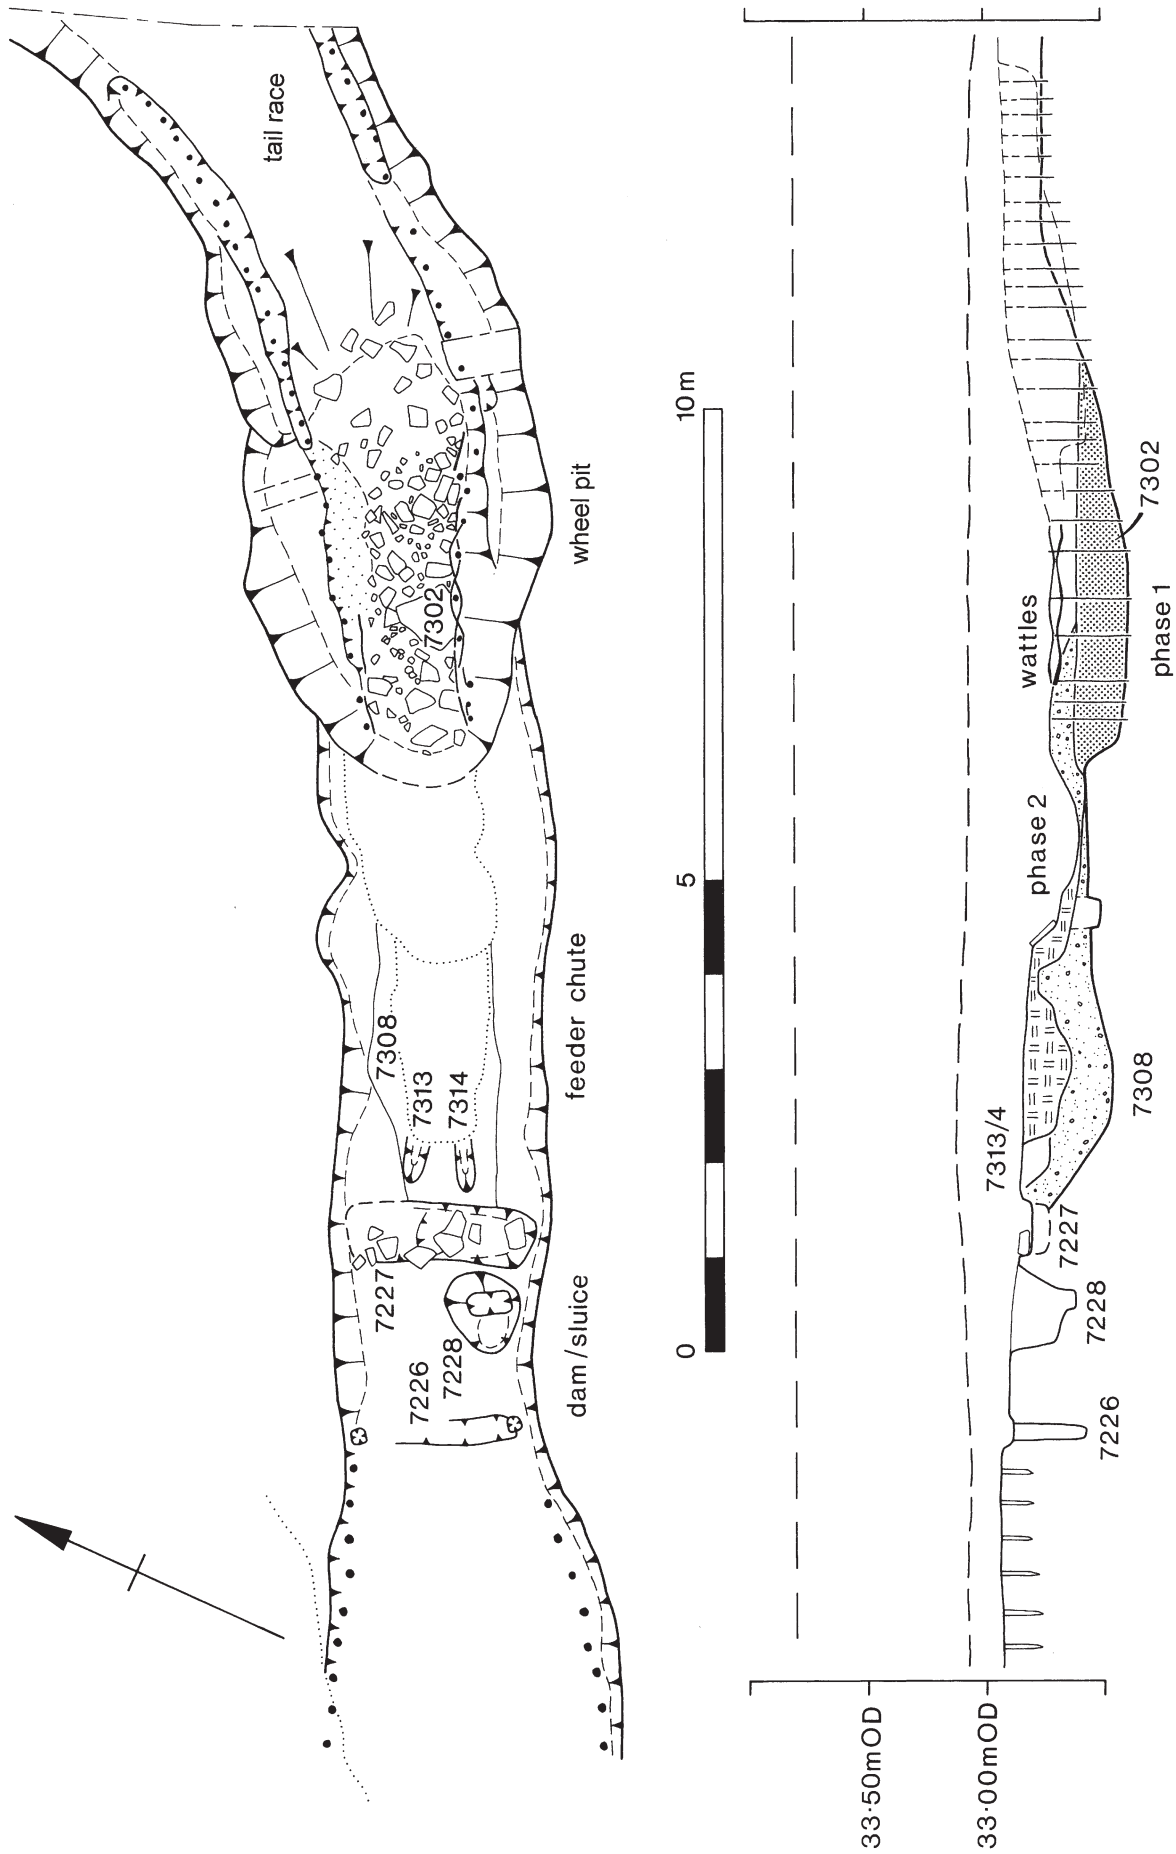 tail race
wheel pit
7302
feeder chute
7308
7313
7314
dam/sluice
7227
7226
7228
0
5
10m
33·50mOD
33·00mOD
7226
7228
7227
7313/4
7308
phase 2
wattles
7302
phase 1